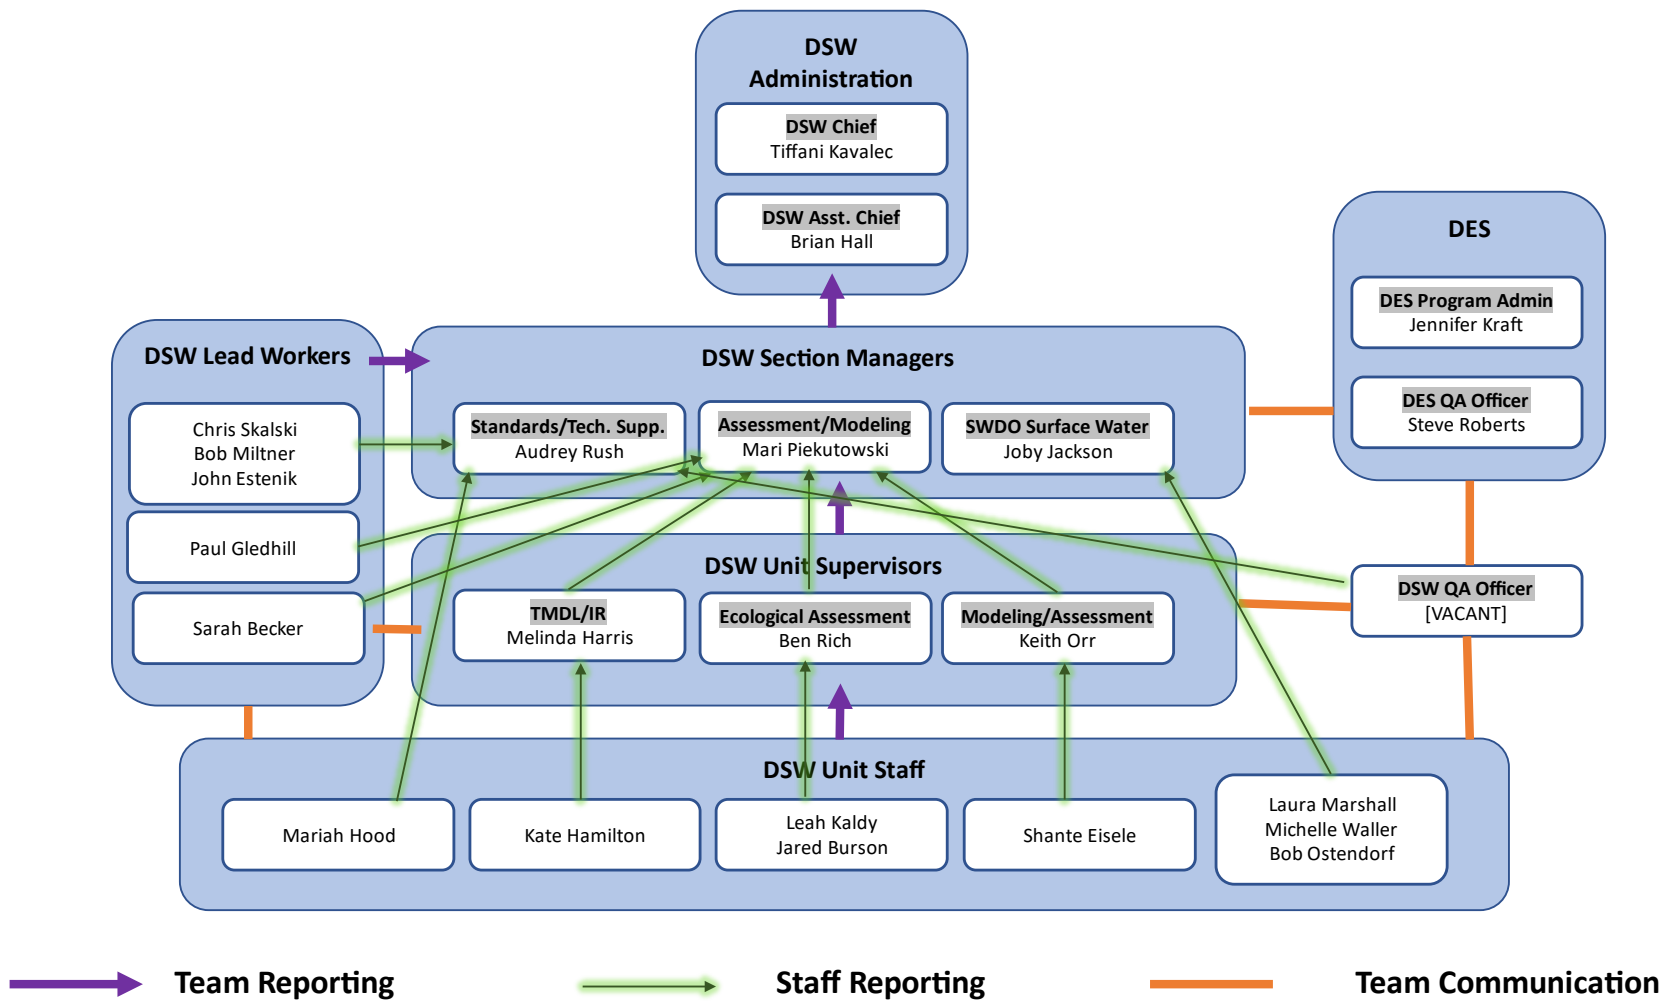 DSW
Administration
DSW Chief
Tiffani Kavalec
DSW Asst. Chief
Brian Hall
DES
DES Program Admin
Jennifer Kraft
DES QA Officer
Steve Roberts
DSW Lead Workers
Chris Skalski
Bob Miltner
John Estenik
Paul Gledhill
Sarah Becker
DSW Section Managers
Standards/Tech. Supp.
Audrey Rush
Assessment/Modeling
Mari Piekutowski
SWDO Surface Water
Joby Jackson
DSW Unit Supervisors
TMDL/IR
Melinda Harris
Ecological Assessment
Ben Rich
Modeling/Assessment
Keith Orr
DSW QA Officer
[VACANT]
DSW Unit Staff
Mariah Hood
Kate Hamilton
Leah Kaldy
Jared Burson
Shante Eisele
Laura Marshall
Michelle Waller
Bob Ostendorf
Team Reporting
Staff Reporting
Team Communication